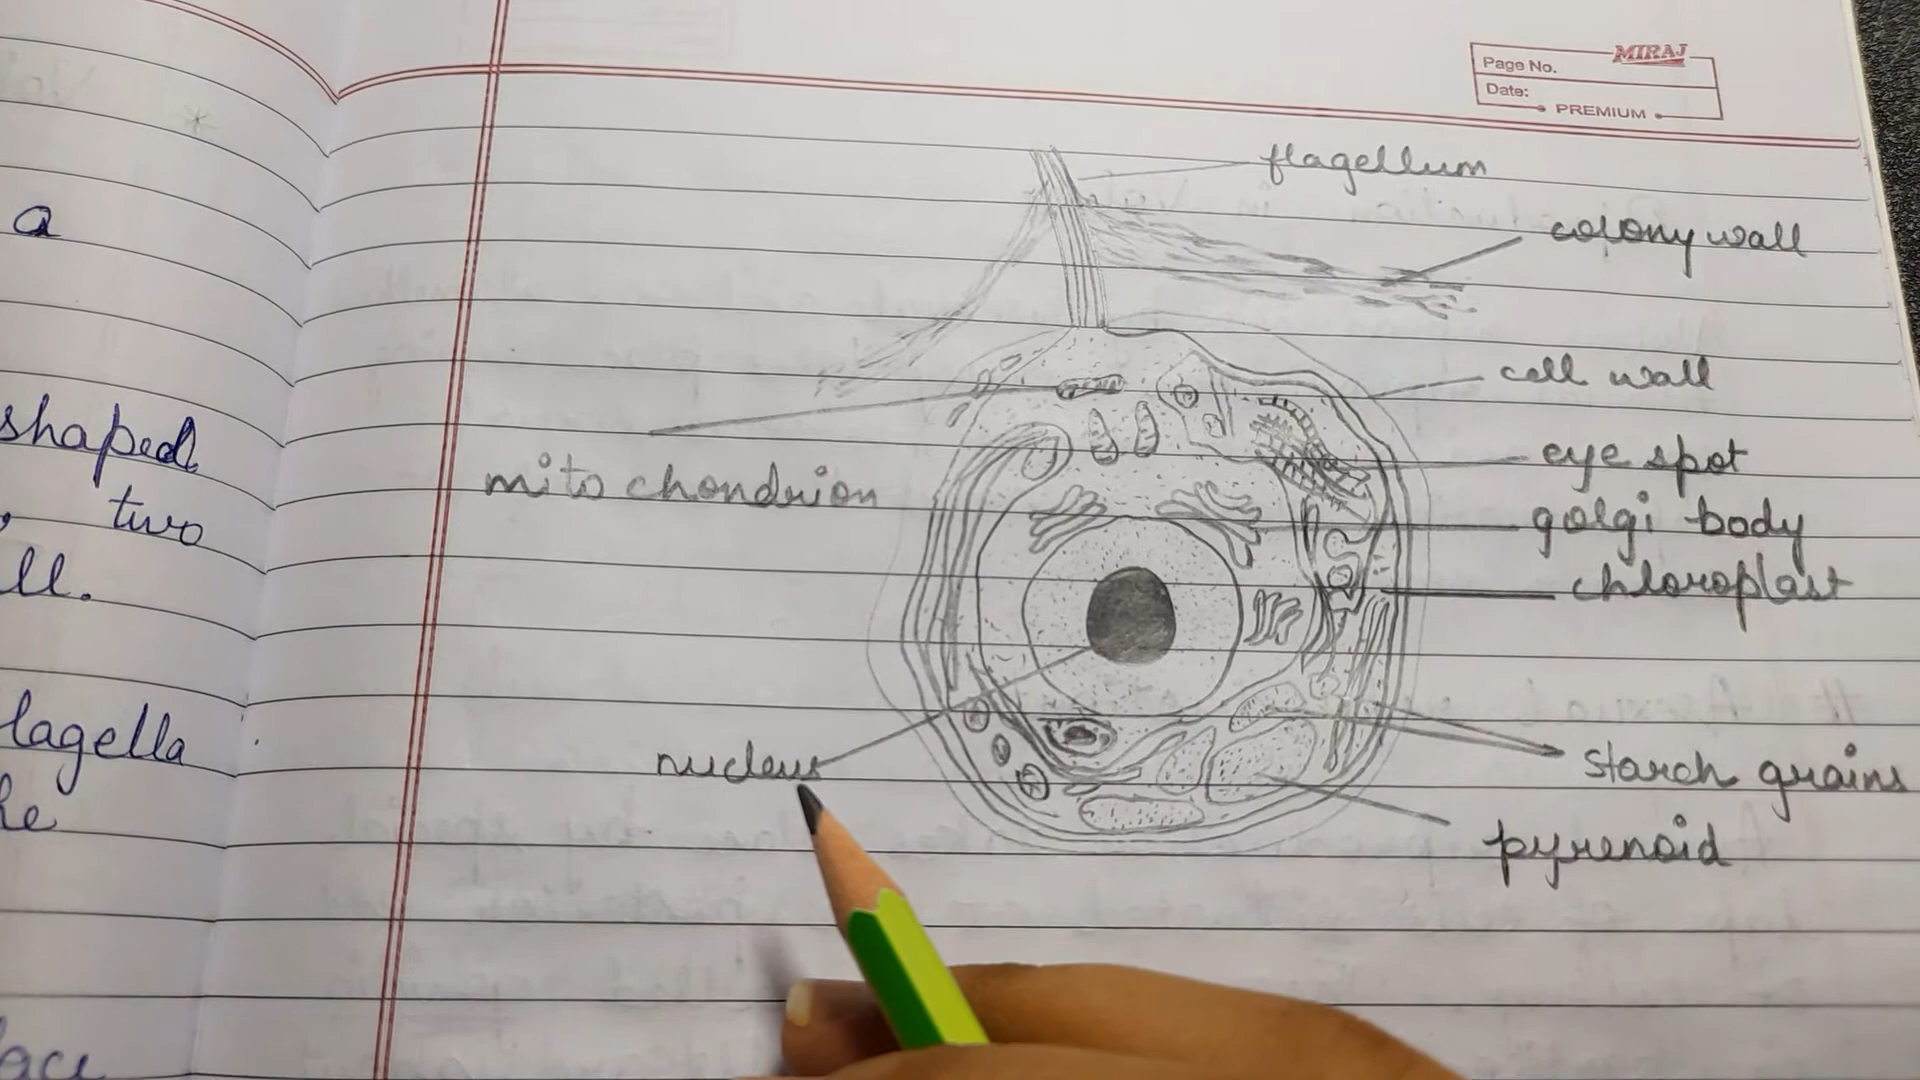 MIRAJ
Page No.
Date:
PREMIUM
flagellum
colony wall
cell wall
eye spot
golgi body
chloroplast
starch grains
pyrenoid
mitochondrion
nucleus
a
shaped
two
ll.
lagella
he
ace